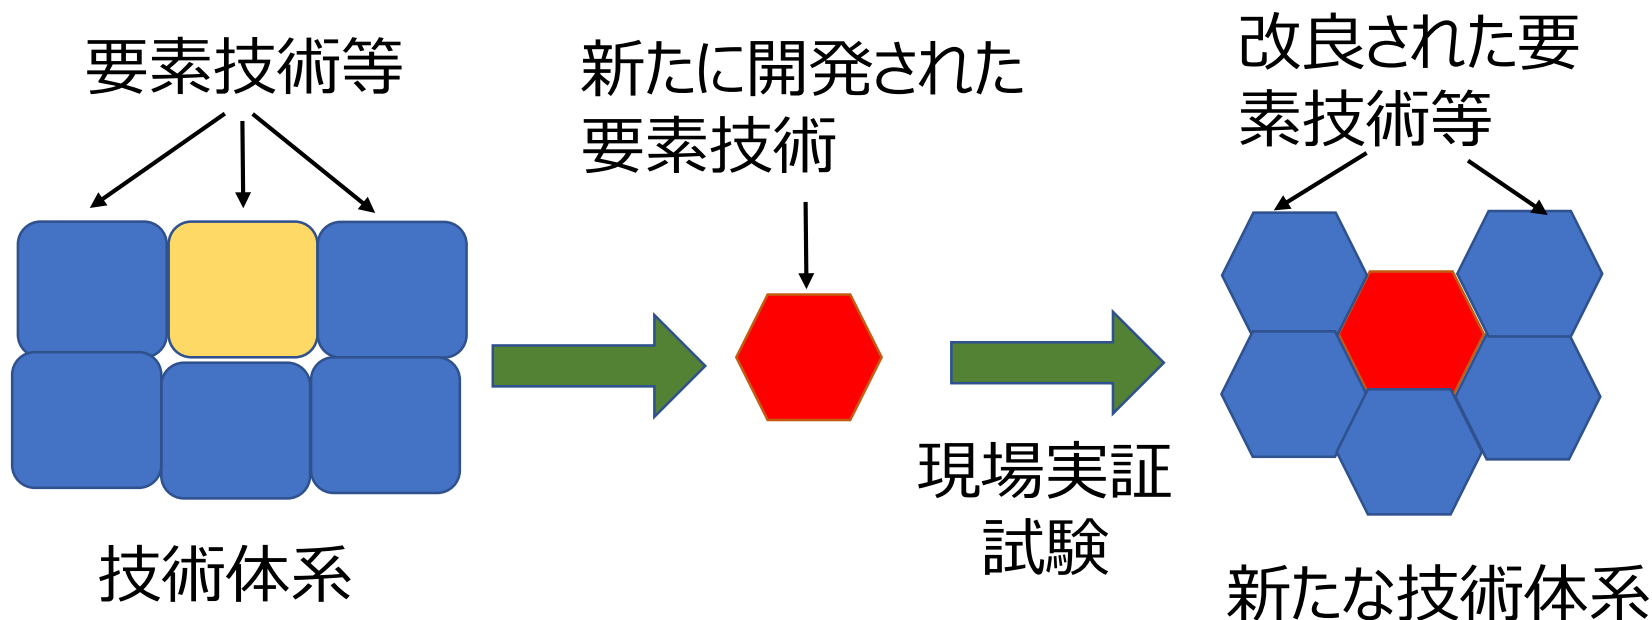 要素技術等
新たに開発された
要素技術
改良された要
素技術等
現場実証
試験
技術体系
新たな技術体系